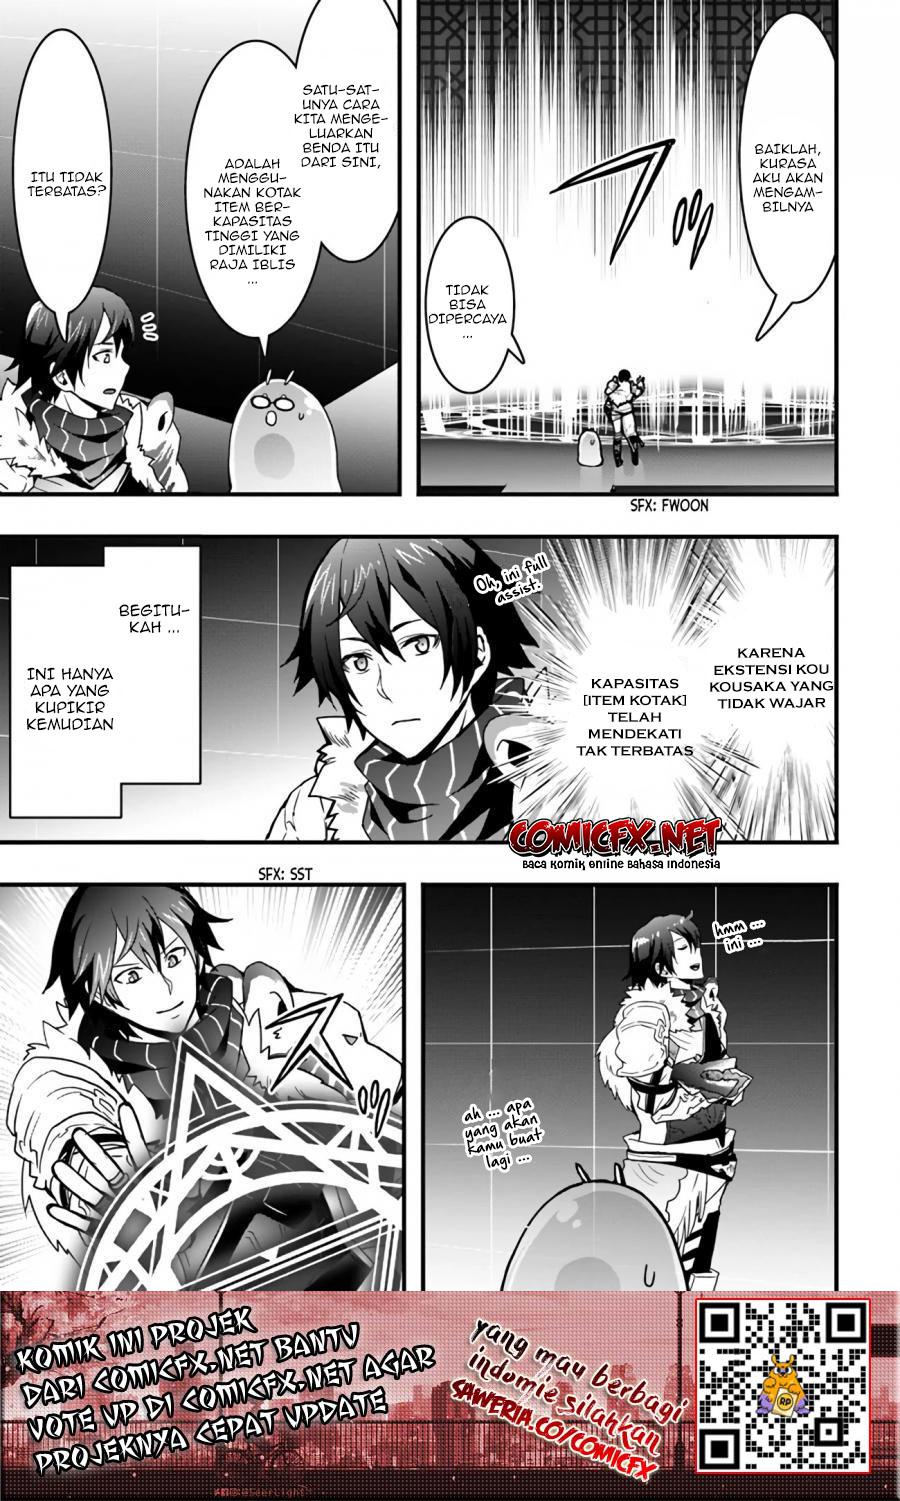 BAIKLAH,
KURASA
AKU AKAN
MENGAM-
BILNYA
TIDAK
BISA
DIPERCAYA
...
SFX: FWOON
SATU-SAT-
UNYA CARA
KITA MENGE-
LUARKAN
BENDA ITU
DARI SINI,
ADALAH
MENGGU-
NAKAN KOTAK
ITEM BER-
KAPASITAS
TINGGI YANG
DIMILIKI
RAJA IBLIS
...
ITU TIDAK
TERBATAS?
KARENA
EKSTENSI KOU
KOUSAKA YANG
TIDAK WAJAR
KAPASITAS
[ITEM KOTAK]
TELAH
MENDEKATI
TAK TERBATAS
Oh, ini full
assist.
BEGITU-
KAH ...
INI HANYA
APA YANG
KUPIKIR
KEMUDIAN
COMICFX.NET
Baca Komik Online Bahasa Indonesia
hmm ...
ini ...
ah ... apa
yang akan
kamu buat
lagi ...
SFX: SST
KOMIK INI PROJEK
DARI COMICFX.NET BANTU
VOTE UP DI COMICFX.NET AGAR
PROJEKNYA CEPAT UPDATE
yang mau berbagi
indomie silahkan
SAWERIA.CO/COMICFX
RP